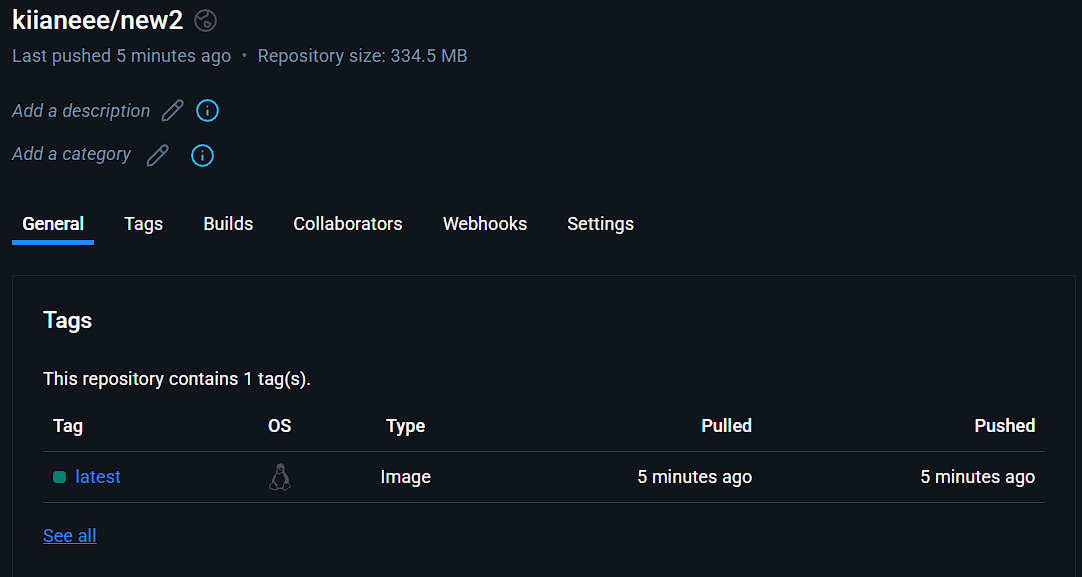 kiianeee/new2
Last pushed 5 minutes ago • Repository size: 334.5 MB
Add a description
Add a category
General Tags Builds Collaborators Webhooks Settings
Tags
This repository contains 1 tag(s).
Tag OS Type Pulled Pushed
latest Image 5 minutes ago 5 minutes ago
See all